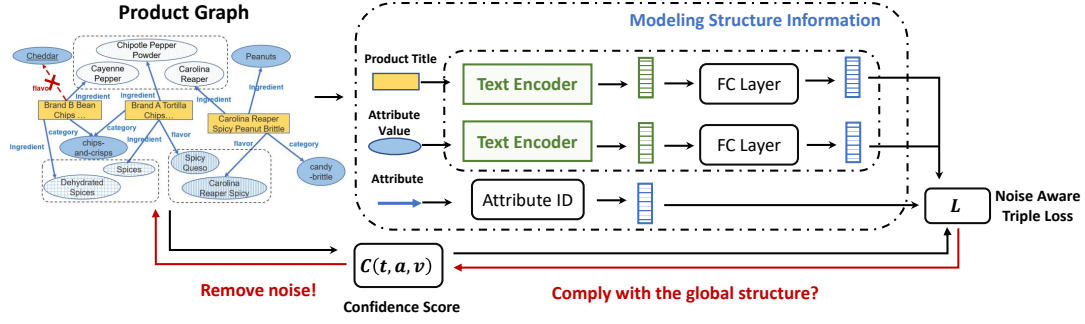 Product Graph
Modeling Structure Information
Cheddar
Chipotle Pepper
Powder
Peanuts
Cayenne
Pepper
Carolina
Reaper
flavor
Ingredient
Ingredient
Ingredient
Brand B Bean
Chips ...
Brand A Tortilla
Chips...
Carolina Reaper
Spicy Peanut Brittle
Ingredient
category
category
Ingredient
flavor
flavor
category
chips-
and-crisps
Spices
Spicy
Queso
candy
-brittle
Dehydrated
Spices
Carolina
Reaper Spicy
Product Title
Text Encoder
FC Layer
Attribute
Value
Text Encoder
FC Layer
Attribute
Attribute ID
L
Noise Aware
Triple Loss
C(t, a, v)
Remove noise!
Comply with the global structure?
Confidence Score